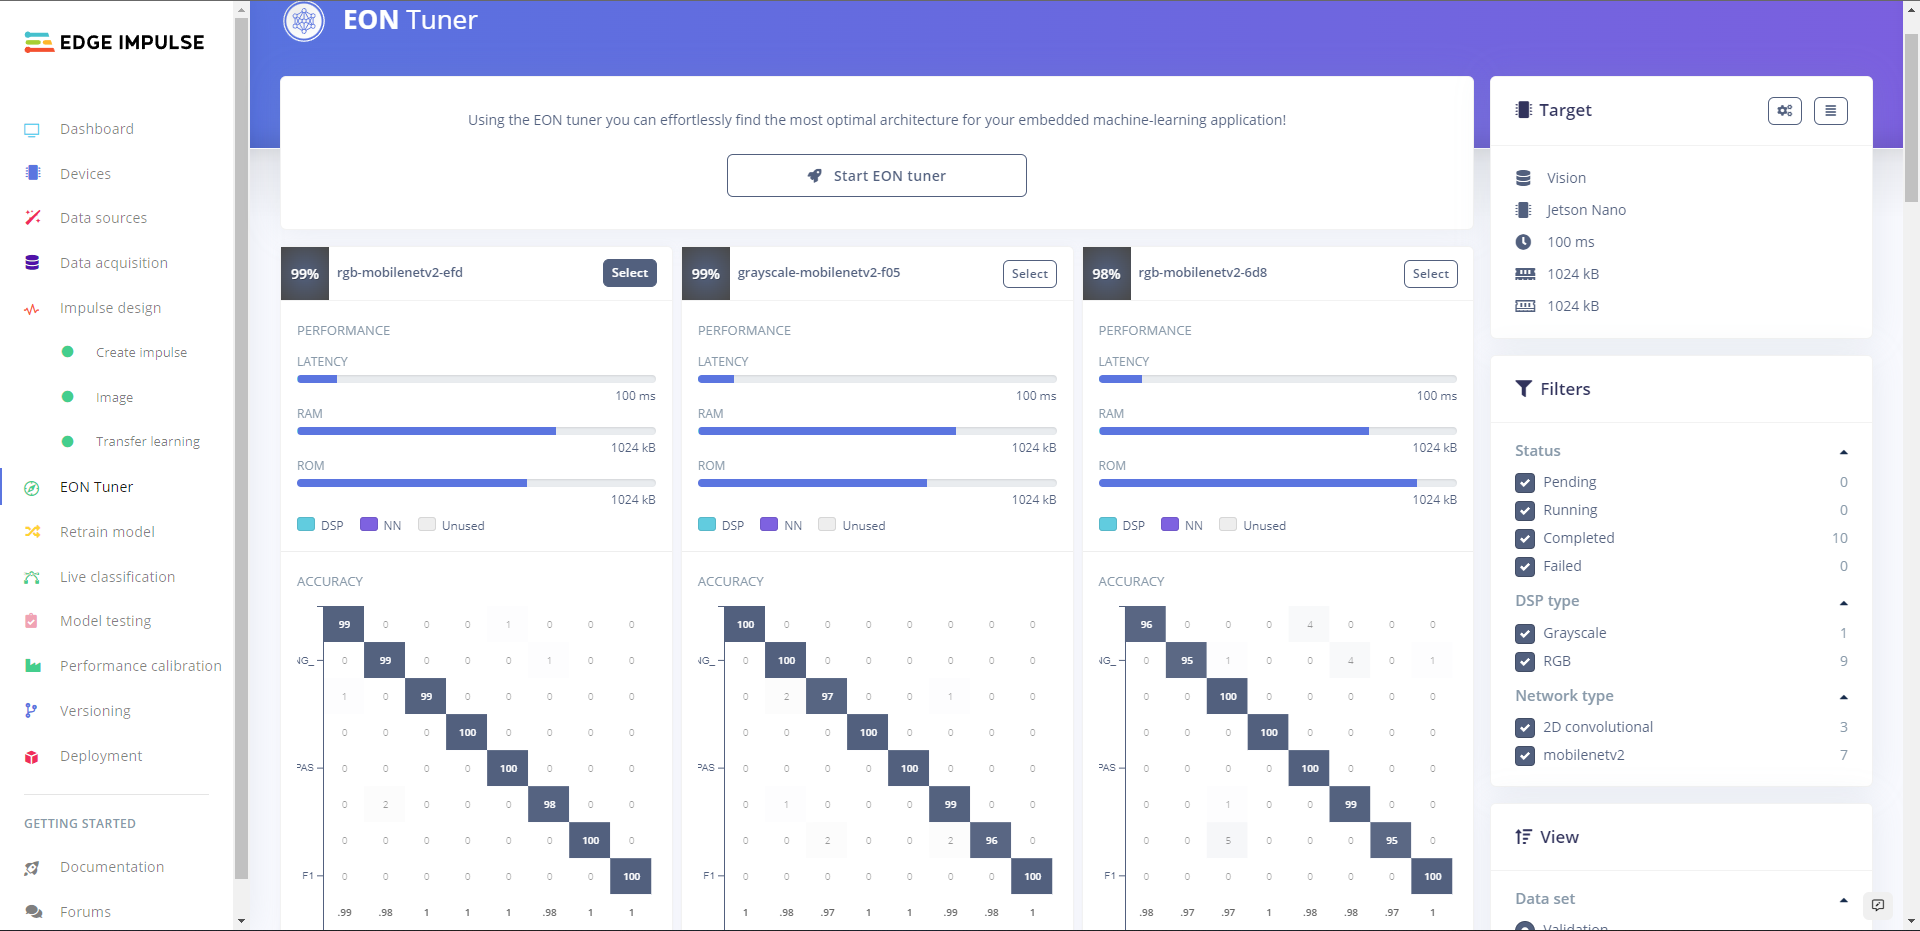 EDGE IMPULSE
Dashboard
Devices
Data sources
Data acquisition
Impulse design
Create impulse
Image
Transfer learning
EON Tuner
Retrain model
Live classification
Model testing
Performance calibration
Versioning
Deployment
GETTING STARTED
Documentation
Forums
EON Tuner
Using the EON tuner you can effortlessly find the most optimal architecture for your embedded machine-learning application!
Start EON tuner
99% rgb-mobilenetv2-efd Select
PERFORMANCE
LATENCY
100 ms
RAM
1024 kB
ROM
1024 kB
DSP NN Unused
ACCURACY
99 0 0 0 1 0 0 0
NG_ 0 99 0 0 0 1 0 0
1 0 99 0 0 0 0 0
0 0 0 100 0 0 0 0
PAS 0 0 0 0 100 0 0 0
0 2 0 0 0 98 0 0
0 0 0 0 0 0 100 0
F1 0 0 0 0 0 0 0 100
.99 .98 1 1 1 .98 1 1
99% grayscale-mobilenetv2-f05 Select
PERFORMANCE
LATENCY
100 ms
RAM
1024 kB
ROM
1024 kB
DSP NN Unused
ACCURACY
100 0 0 0 0 0 0 0
NG_ 0 100 0 0 0 0 0 0
0 2 97 0 0 1 0 0
0 0 0 100 0 0 0 0
PAS 0 0 0 0 100 0 0 0
0 1 0 0 0 99 0 0
0 0 2 0 0 2 96 0
F1 0 0 0 0 0 0 0 100
1 .98 .97 1 1 .99 .98 1
98% rgb-mobilenetv2-6d8 Select
PERFORMANCE
LATENCY
100 ms
RAM
1024 kB
ROM
1024 kB
DSP NN Unused
ACCURACY
96 0 0 0 4 0 0 0
NG_ 0 95 1 0 0 4 0 1
0 0 100 0 0 0 0 0
0 0 0 100 0 0 0 0
PAS 0 0 0 0 100 0 0 0
0 0 1 0 0 99 0 0
0 0 5 0 0 0 95 0
F1 0 0 0 0 0 0 0 100
.98 .97 .97 1 .98 .98 .97 1
Target
Vision
Jetson Nano
100 ms
1024 kB
1024 kB
Filters
Status
Pending 0
Running 0
Completed 10
Failed 0
DSP type
Grayscale 1
RGB 9
Network type
2D convolutional 3
mobilenetv2 7
View
Data set
Validation